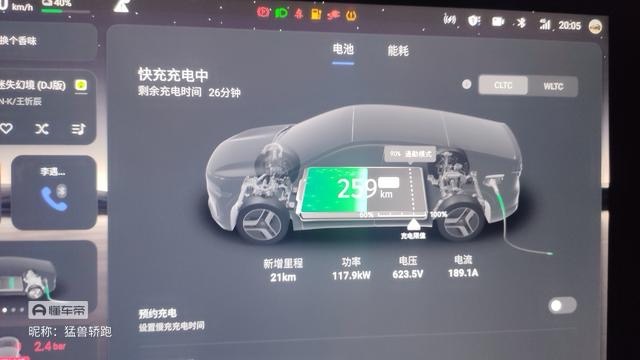 km/h
40%
20:05
换个香味
迷失幻境 (DJ版)
N-K/王忻辰
李遇...
电池
能耗
快充充电中
剩余充电时间 26分钟
CLTC
WLTC
90% 通勤模式
259 km
50%
100%
充电限值
新增里程
21km
功率
117.9kW
电压
623.5V
电流
189.1A
预约充电
设置慢充充电时间
懂车帝
昵称：猛兽轿跑
2.4 bar